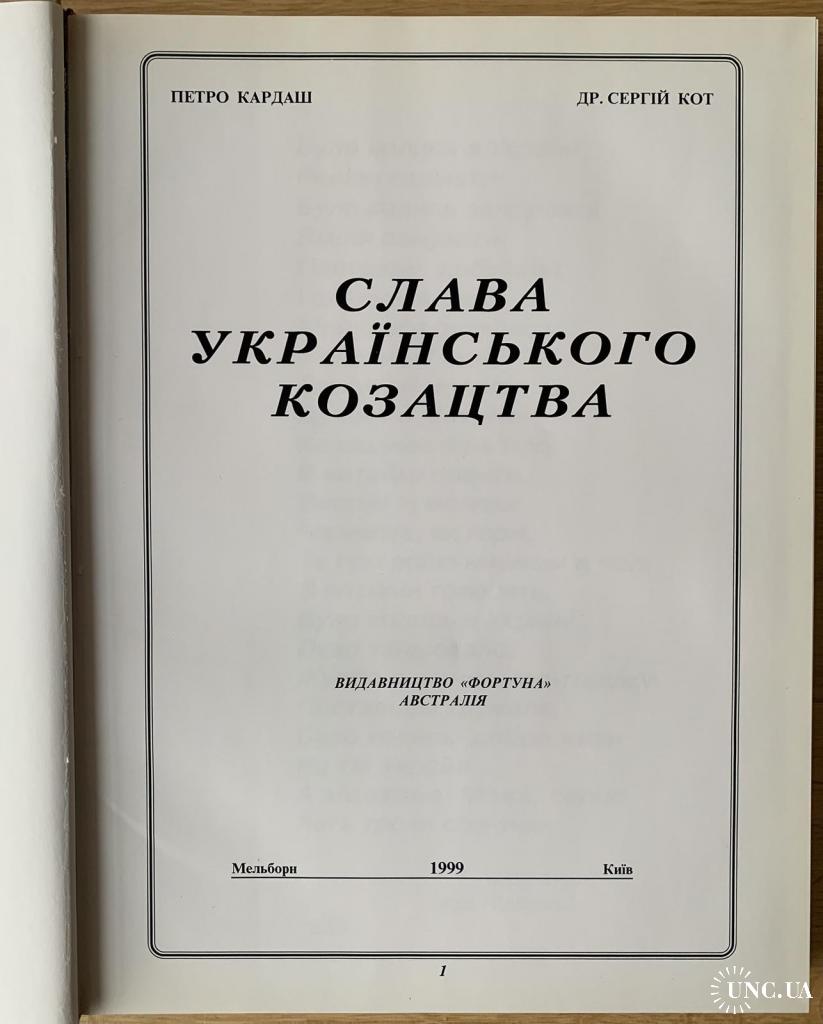 ПЕТРО КАРДАШ ДР. СЕРГІЙ КОТ
СЛАВА
УКРАЇНСЬКОГО
КОЗАЦТВА
ВИДАВНИЦТВО «ФОРТУНА»
АВСТРАЛІЯ
Мельборн 1999 Київ
1
UNC.UA